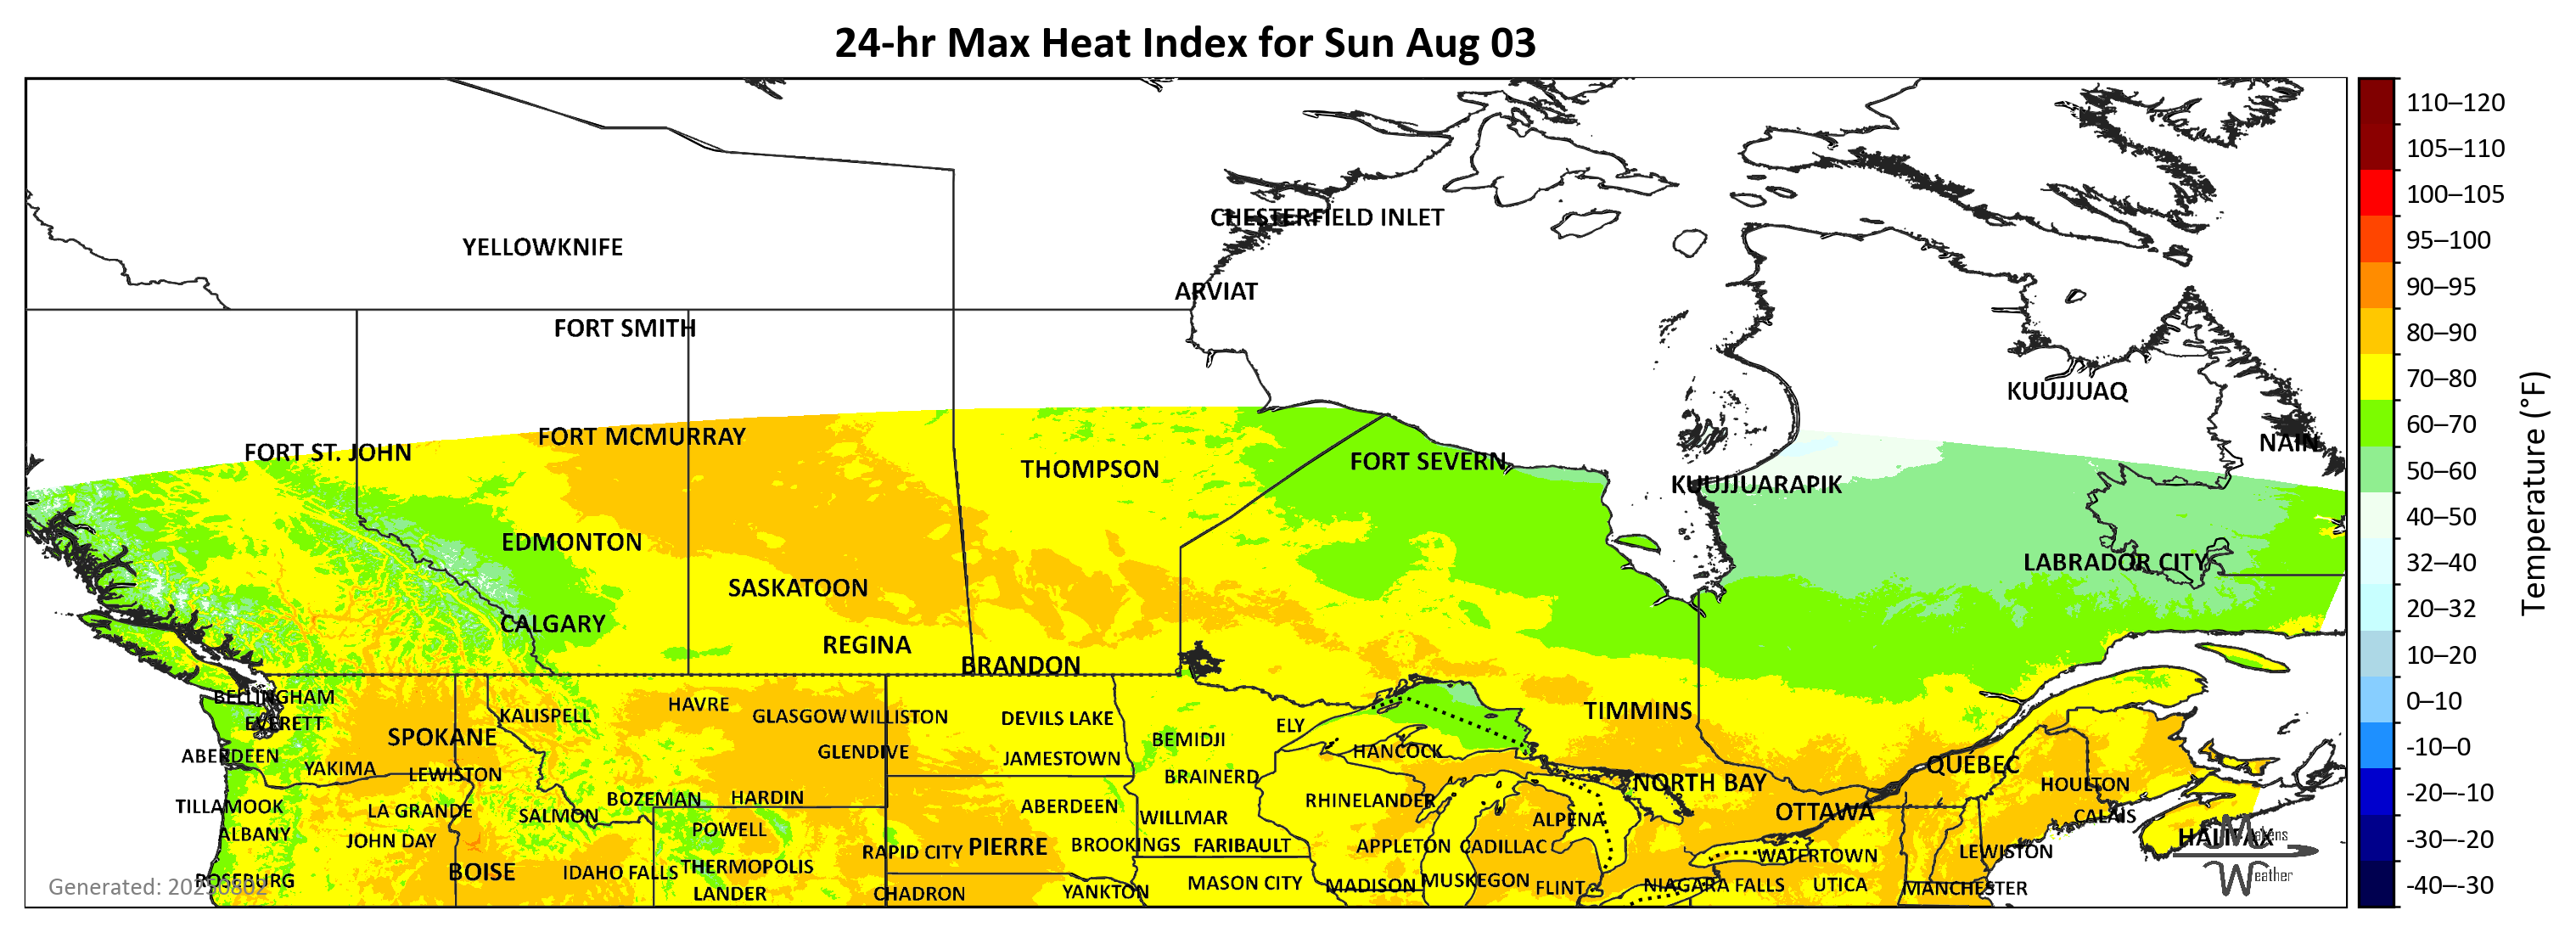 24-hr Max Heat Index for Sun Aug 03
CHESTERFIELD INLET
YELLOWKNIFE
ARVIAT
FORT SMITH
KUUJJUAQ
FORT MCMURRAY
NAIN
FORT ST. JOHN
FORT SEVERN
THOMPSON
KUUJJUARAPIK
EDMONTON
LABRADOR CITY
SASKATOON
CALGARY
REGINA
BRANDON
BELLINGHAM
HAVRE
TIMMINS
KALISPELL
GLASGOW
WILLISTON
DEVILS LAKE
EVERETT
ELY
SPOKANE
BEMIDJI
HANCOCK
GLENDIVE
ABERDEEN
JAMESTOWN
QUÉBEC
YAKIMA
LEWISTON
BRAINERD
NORTH BAY
HOULTON
BOZEMAN
HARDIN
RHINELANDER
TILLAMOOK
ABERDEEN
LA GRANDE
OTTAWA
SALMON
WILLMAR
CALAIS
ALPENA
POWELL
ALBANY
HALIFAX
JOHN DAY
BROOKINGS
FARIBAULT
APPLETON
CADILLAC
PIERRE
RAPID CITY
LEWISTON
WATERTOWN
THERMOPOLIS
BOISE
IDAHO FALLS
ROSEBURG
MUSKEGON
MASON CITY
MADISON
FLINT
NIAGARA FALLS
UTICA
MANCHESTER
YANKTON
LANDER
CHADRON
Generated: 20250802
Weather
110–120
105–110
100–105
95–100
90–95
80–90
70–80
60–70
50–60
40–50
32–40
20–32
10–20
0–10
-10–0
-20–-10
-30–-20
-40–-30
Temperature (°F)